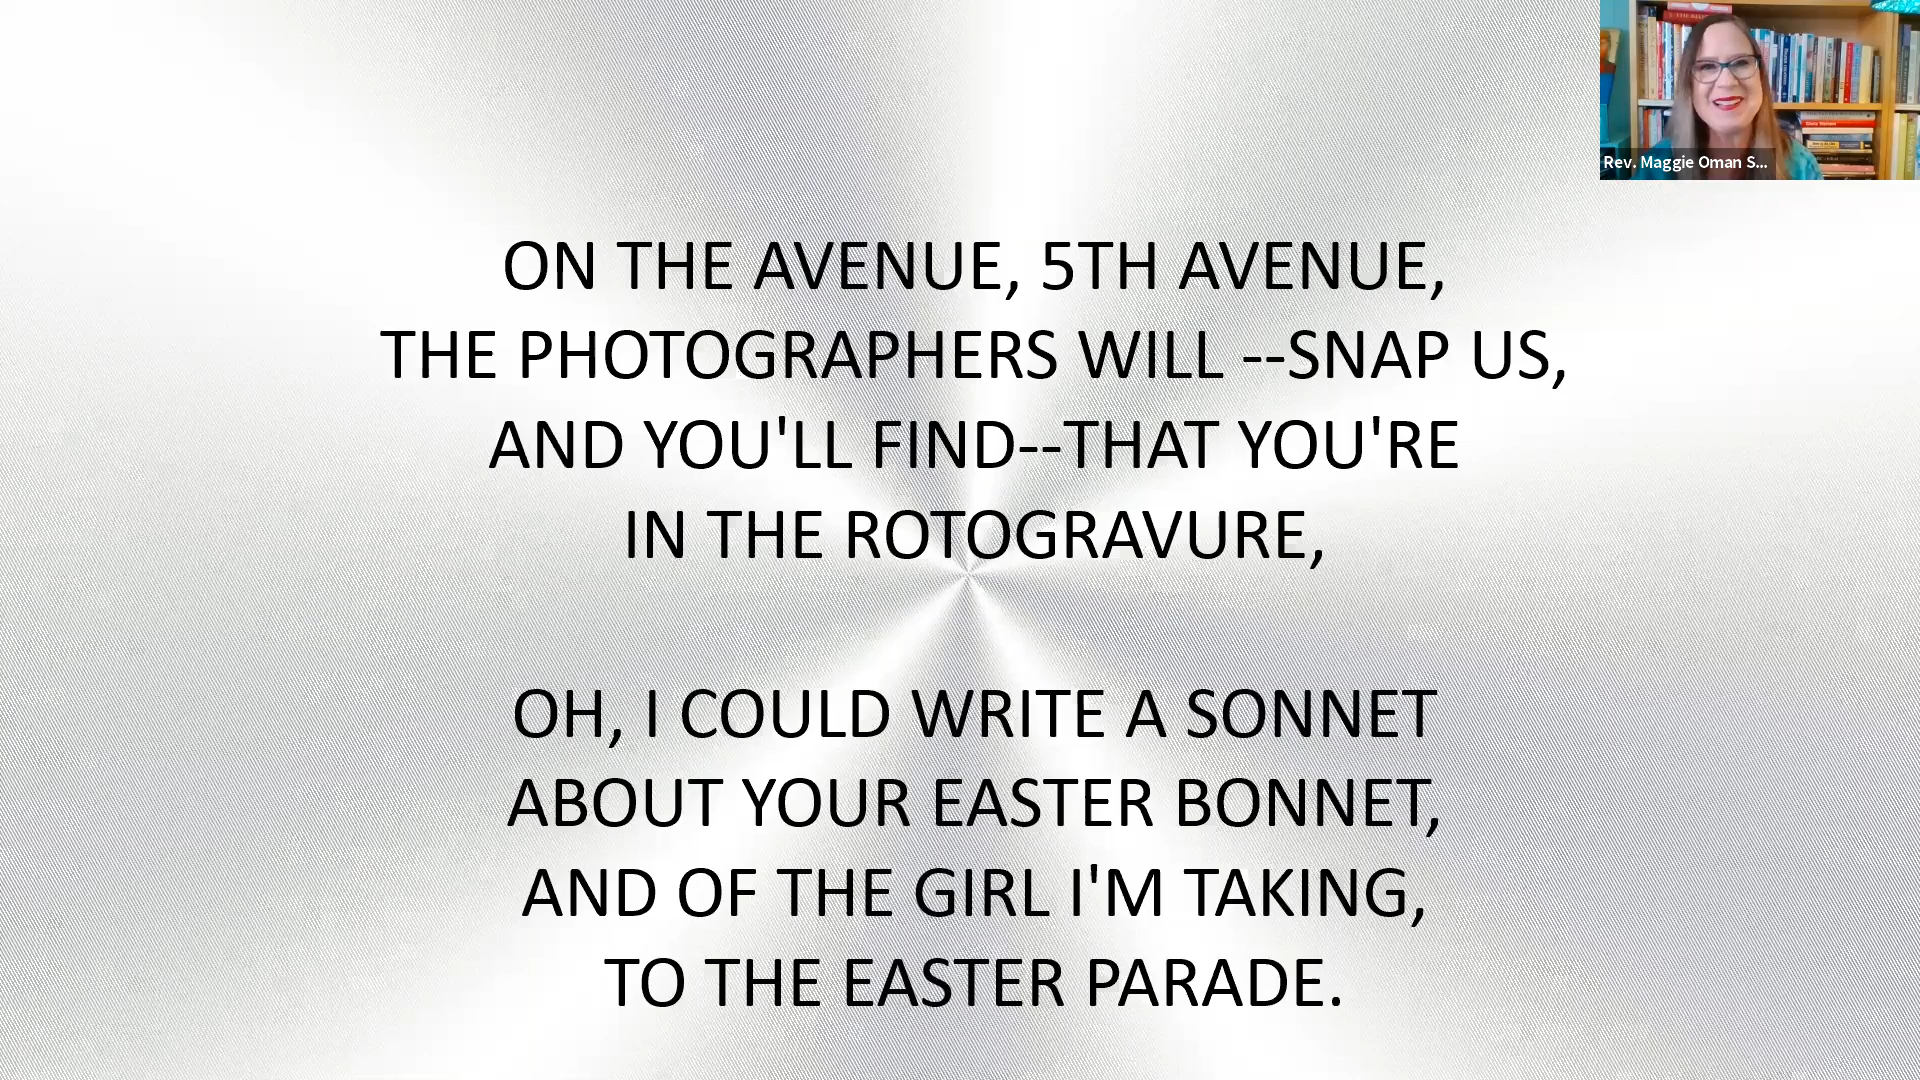 ON THE AVENUE, 5TH AVENUE,
THE PHOTOGRAPHERS WILL --SNAP US,
AND YOU'LL FIND--THAT YOU'RE
IN THE ROTOGRAVURE,
OH, I COULD WRITE A SONNET
ABOUT YOUR EASTER BONNET,
AND OF THE GIRL I'M TAKING,
TO THE EASTER PARADE.
Rev. Maggie Oman S...